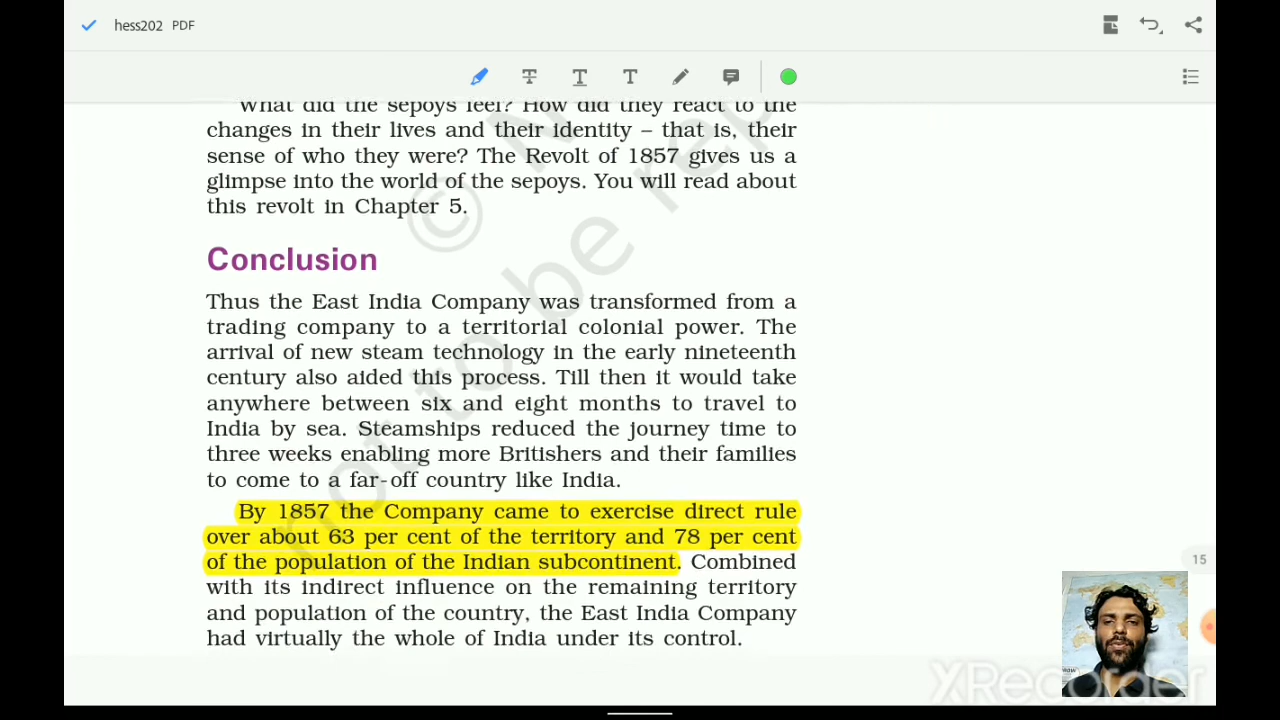 hess202 PDF
What did the sepoys feel? How did they react to the
changes in their lives and their identity – that is, their
sense of who they were? The Revolt of 1857 gives us a
glimpse into the world of the sepoys. You will read about
this revolt in Chapter 5.
Conclusion
Thus the East India Company was transformed from a
trading company to a territorial colonial power. The
arrival of new steam technology in the early nineteenth
century also aided this process. Till then it would take
anywhere between six and eight months to travel to
India by sea. Steamships reduced the journey time to
three weeks enabling more Britishers and their families
to come to a far-off country like India.
By 1857 the Company came to exercise direct rule
over about 63 per cent of the territory and 78 per cent
of the population of the Indian subcontinent. Combined
with its indirect influence on the remaining territory
and population of the country, the East India Company
had virtually the whole of India under its control.
15
© N
not to be rep
XRecorder